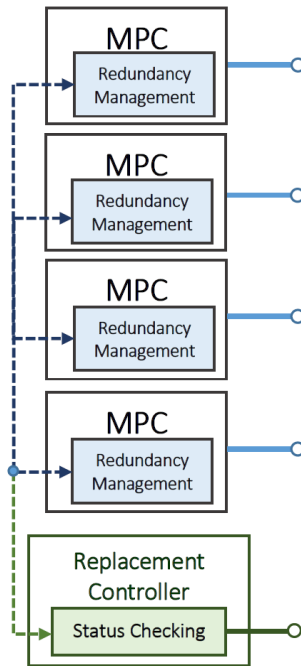 MPC
Redundancy
Management
MPC
Redundancy
Management
MPC
Redundancy
Management
MPC
Redundancy
Management
Replacement
Controller
Status Checking